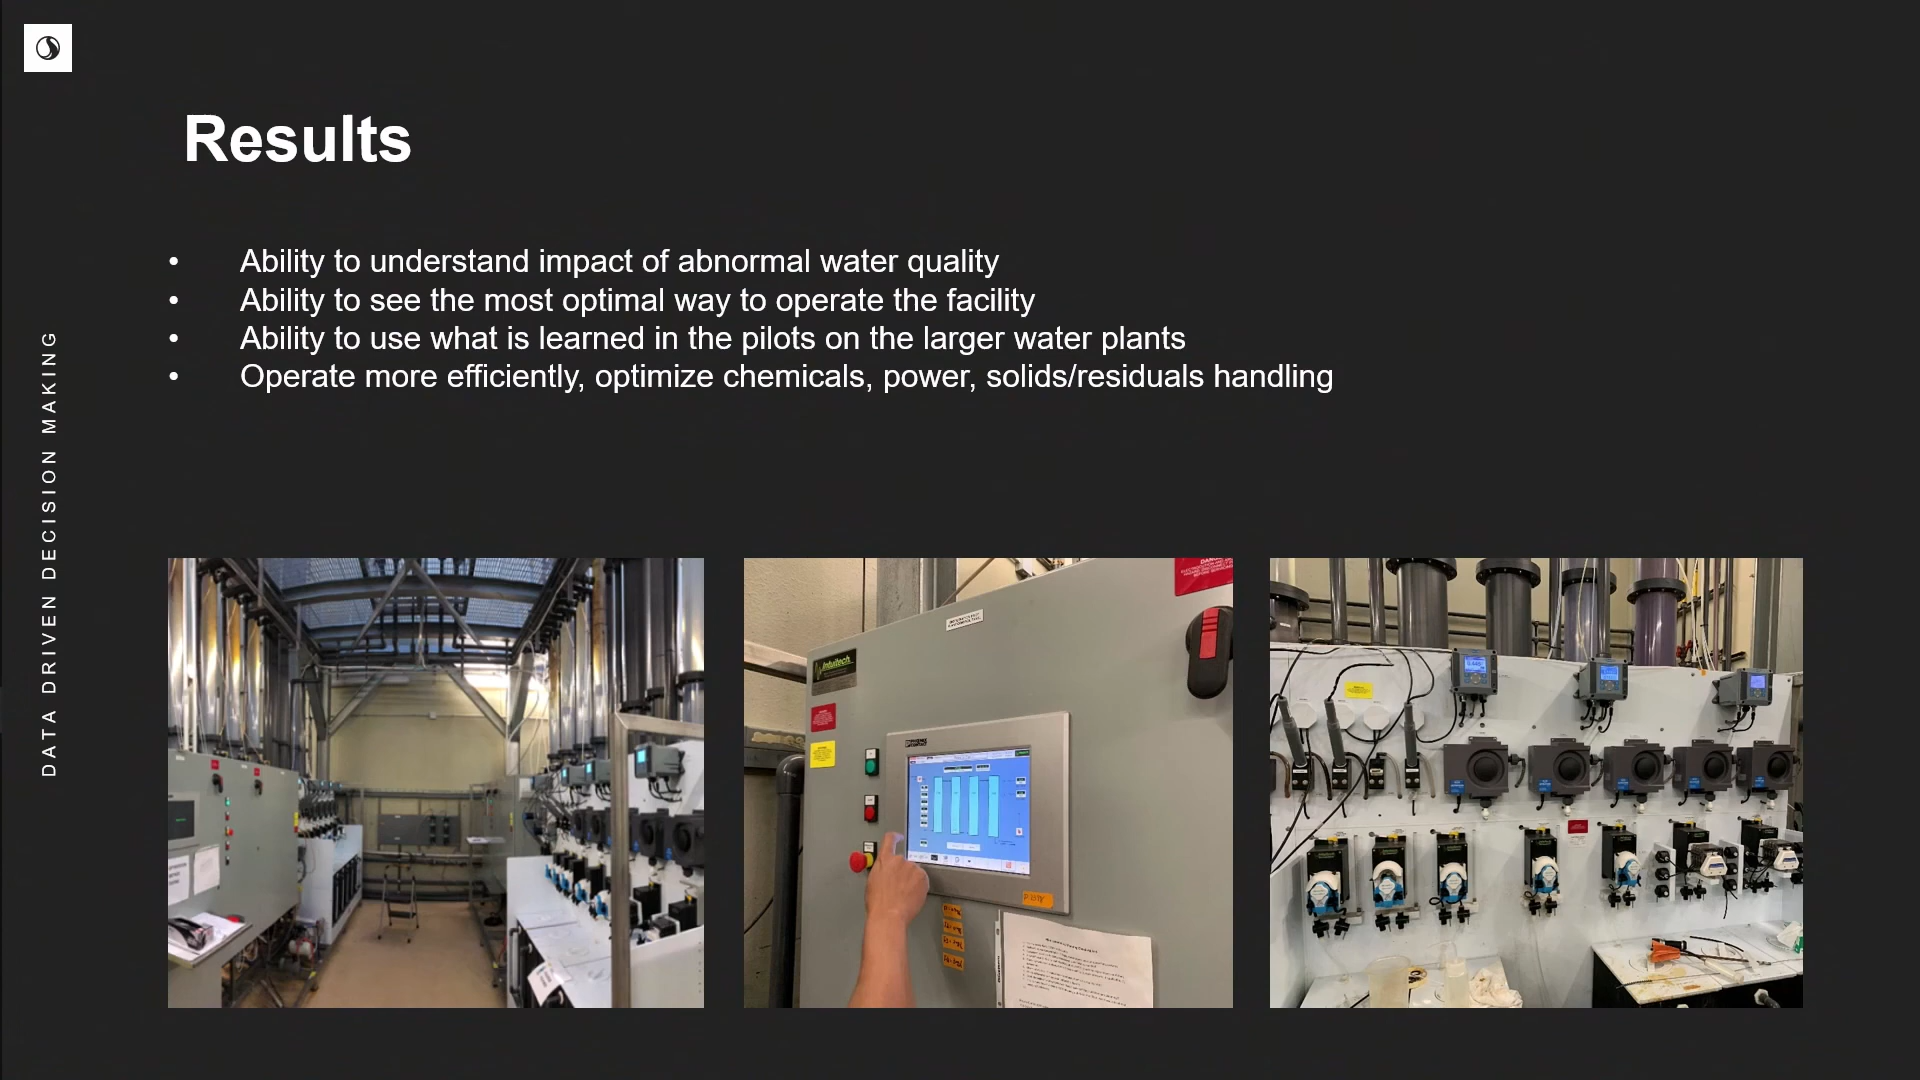 Results
• Ability to understand impact of abnormal water quality
• Ability to see the most optimal way to operate the facility
• Ability to use what is learned in the pilots on the larger water plants
• Operate more efficiently, optimize chemicals, power, solids/residuals handling
DATA DRIVEN DECISION MAKING
Intuitech